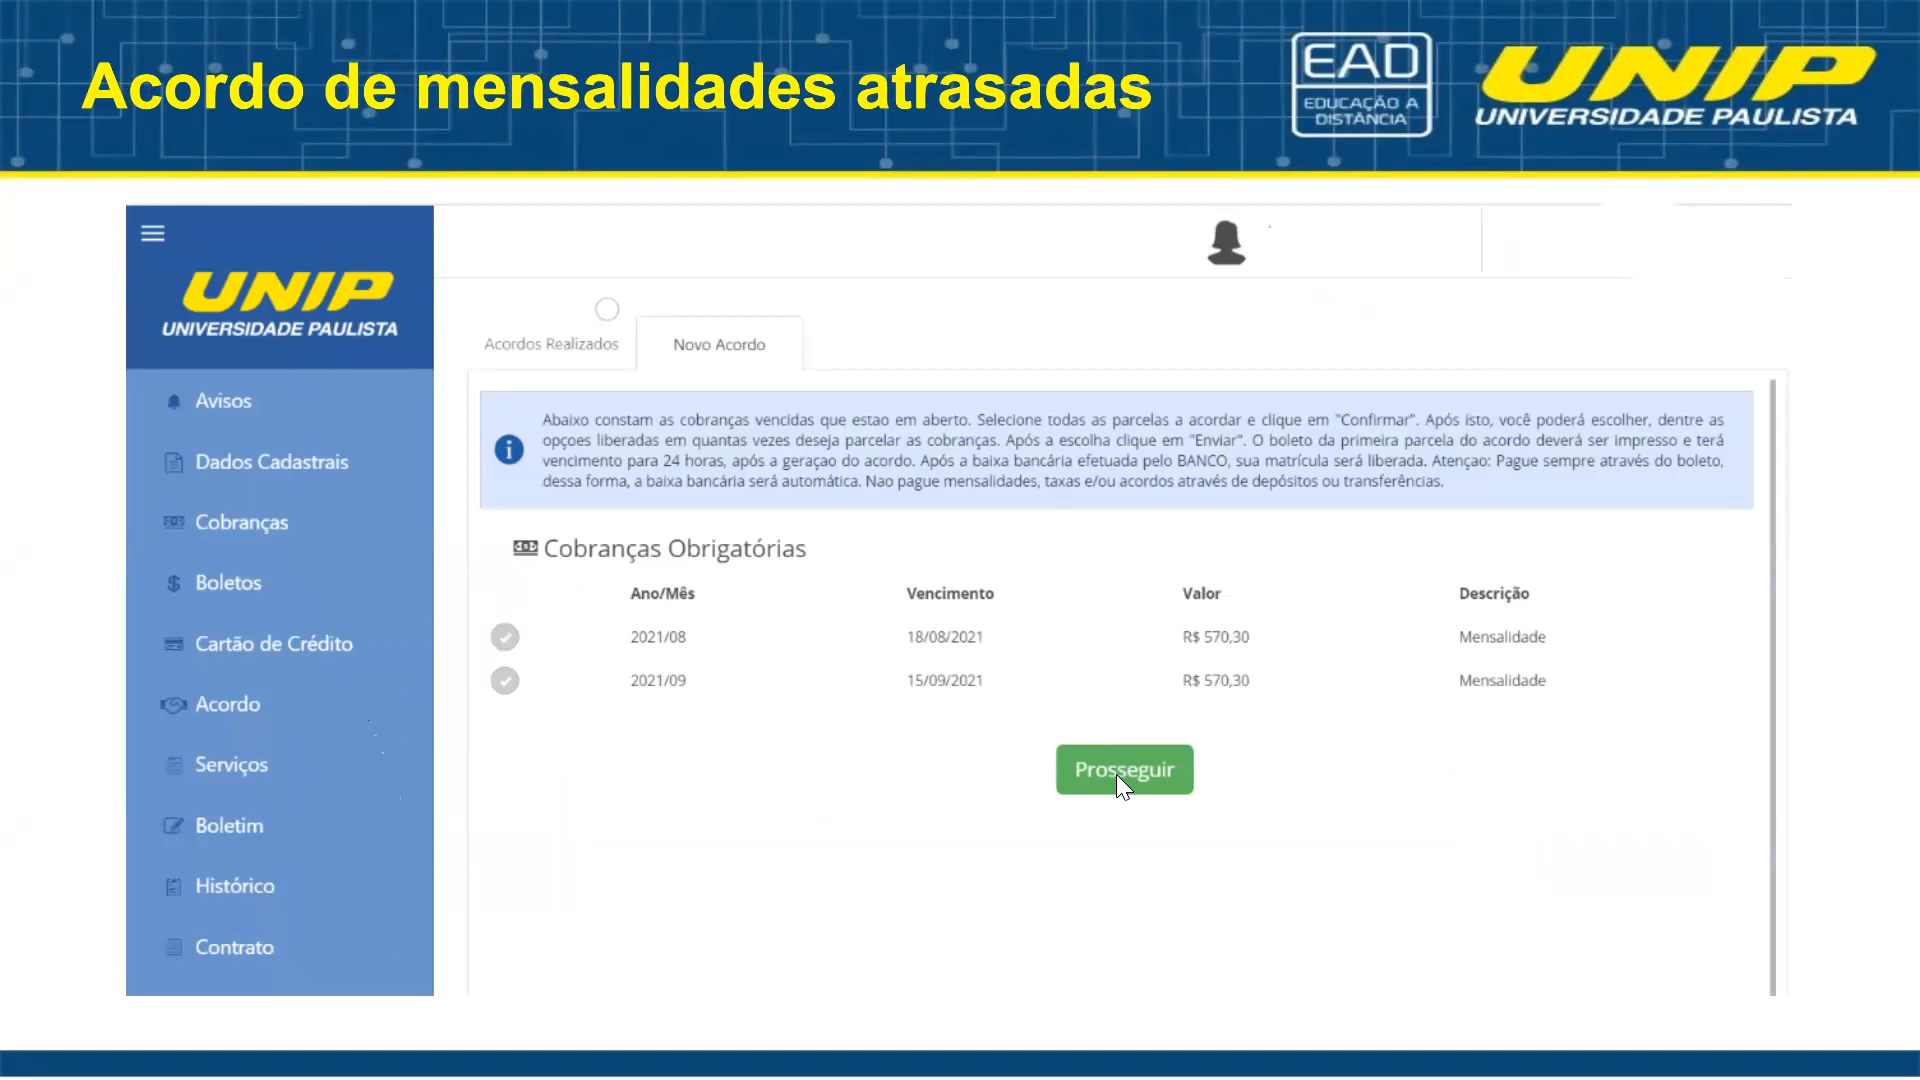 Acordo de mensalidades atrasadas
EAD
EDUCAÇÃO A
DISTÂNCIA
UNIP
UNIVERSIDADE PAULISTA
UNIP
UNIVERSIDADE PAULISTA
Avisos
Dados Cadastrais
Cobranças
Boletos
Cartão de Crédito
Acordo
Serviços
Boletim
Histórico
Contrato
Acordos Realizados
Novo Acordo
Abaixo constam as cobranças vencidas que estao em aberto. Selecione todas as parcelas a acordar e clique em "Confirmar". Após isto, você poderá escolher, dentre as
opçoes liberadas em quantas vezes deseja parcelar as cobranças. Após a escolha clique em "Enviar". O boleto da primeira parcela do acordo deverá ser impresso e terá
vencimento para 24 horas, após a geraçao do acordo. Após a baixa bancária efetuada pelo BANCO, sua matrícula será liberada. Atençao: Pague sempre através do boleto,
dessa forma, a baixa bancária será automática. Nao pague mensalidades, taxas e/ou acordos através de depósitos ou transferências.
Cobranças Obrigatórias
Ano/Mês Vencimento Valor Descrição
2021/08 18/08/2021 R$ 570,30 Mensalidade
2021/09 15/09/2021 R$ 570,30 Mensalidade
Prosseguir